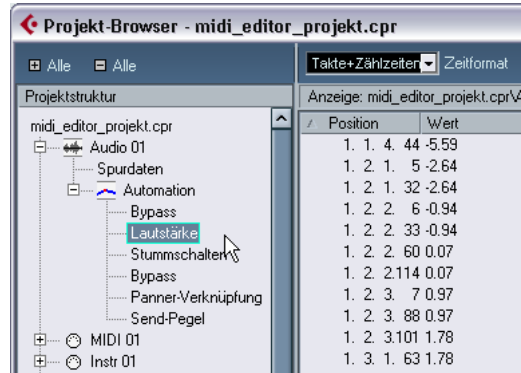 Projekt-Browser - midi_editor_projekt.cpr
Alle Alle
Takte+Zählzeiten Zeitformat
Projektstruktur
Anzeige: midi_editor_projekt.cpr\
midi_editor_projekt.cpr
Audio 01
Spurdaten
Automation
Bypass
Lautstärke
Stummschalten
Bypass
Panner-Verknüpfung
Send-Pegel
MIDI 01
Instr 01
Position Wert
1. 1. 4. 44 -5.59
1. 2. 1. 5 -2.64
1. 2. 1. 32 -2.64
1. 2. 2. 6 -0.94
1. 2. 2. 33 -0.94
1. 2. 2. 60 0.07
1. 2. 2.114 0.07
1. 2. 3. 7 0.97
1. 2. 3. 88 0.97
1. 2. 3.101 1.78
1. 3. 1. 63 1.78